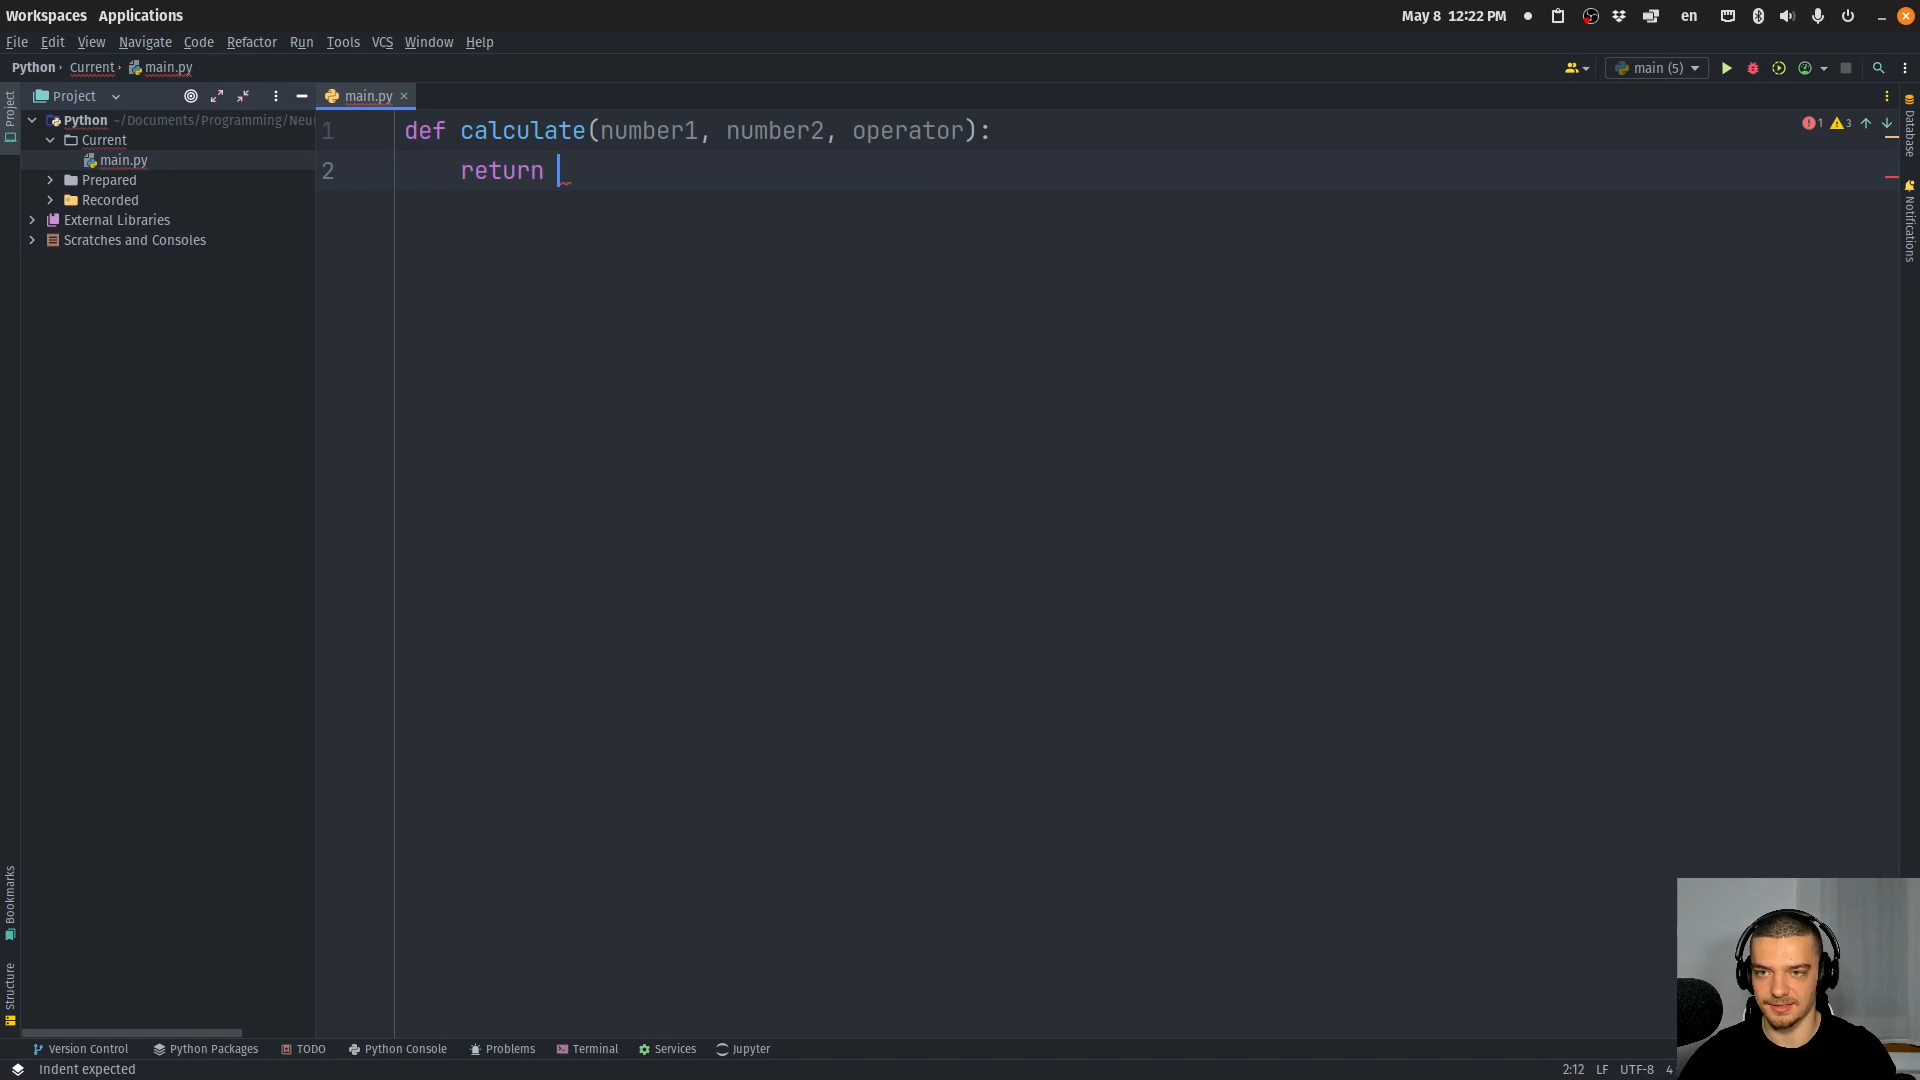 Workspaces Applications May 8 12:22 PM en
File Edit View Navigate Code Refactor Run Tools VCS Window Help
Python Current main.py main (5)
Project main.py
Python ~/Documents/Programming/Neu
Current
main.py
Prepared
Recorded
External Libraries
Scratches and Consoles
1 def calculate(number1, number2, operator):
2 return
1 3
Project
Bookmarks
Structure
Database
Notifications
Version Control Python Packages TODO Python Console Problems Terminal Services Jupyter
Indent expected 2:12 LF UTF-8 4